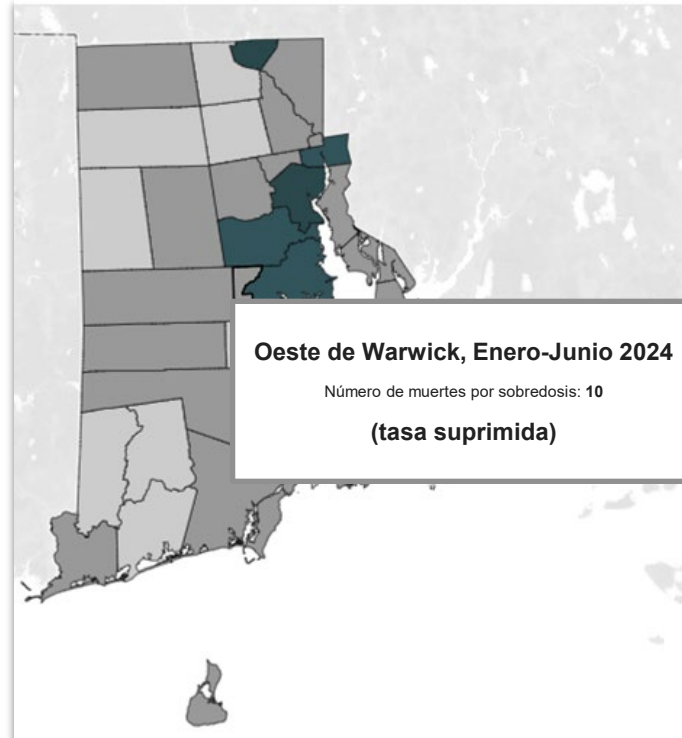 Oeste de Warwick, Enero-Junio 2024
Número de muertes por sobredosis: 10
(tasa suprimida)